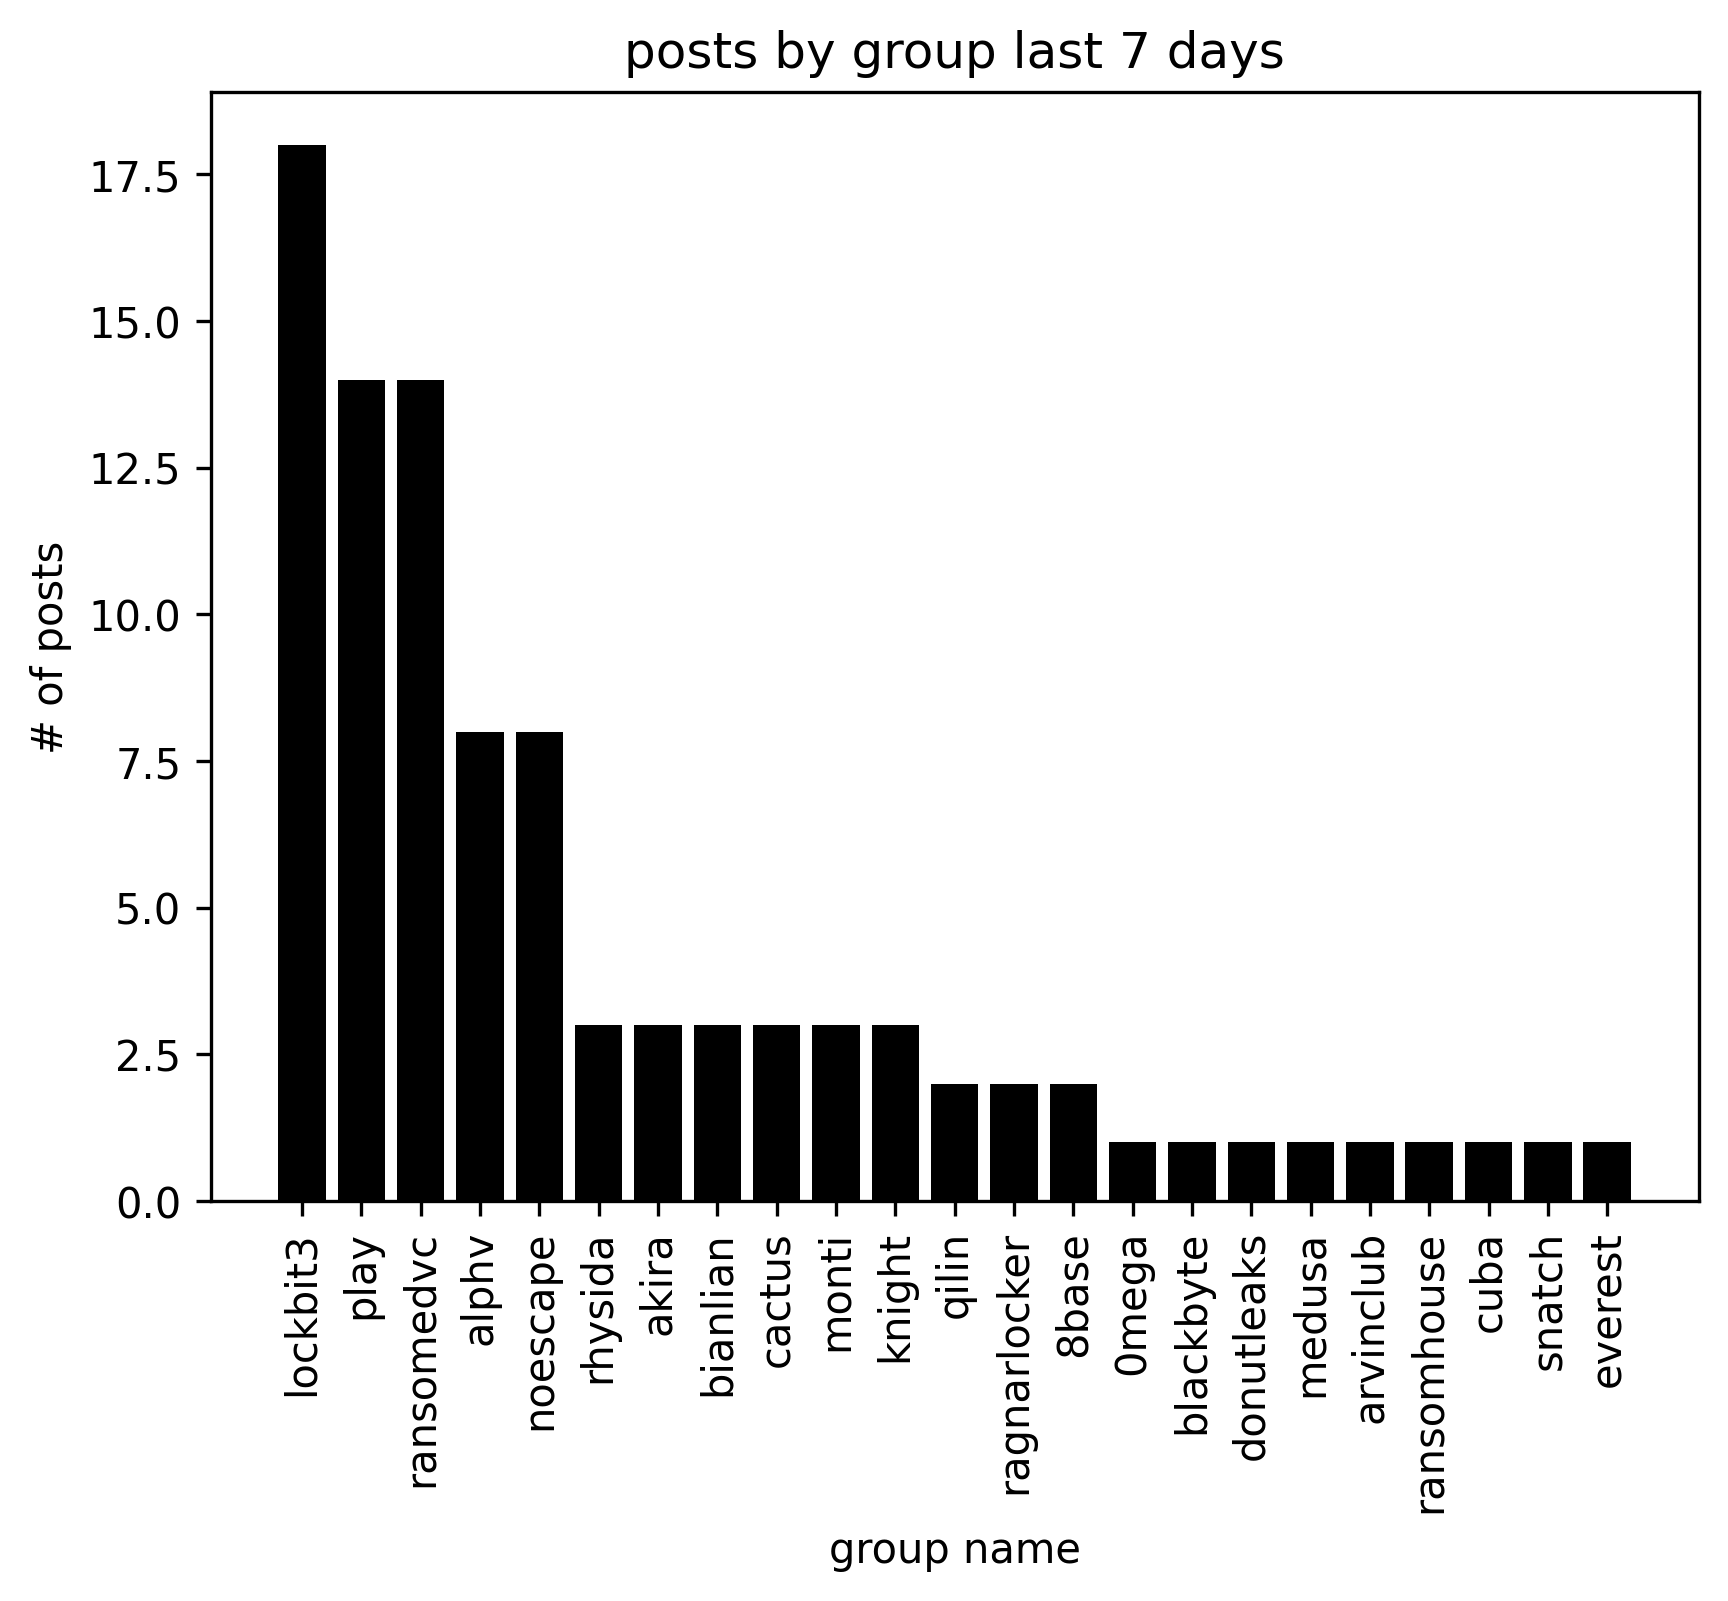 posts by group last 7 days
# of posts
17.5
15.0
12.5
10.0
7.5
5.0
2.5
0.0
lockbit3
play
ransomedvc
alphv
noescape
rhysida
akira
bianlian
cactus
monti
knight
qilin
ragnarlocker
8base
0mega
blackbyte
donutleaks
medusa
arvinclub
ransomhouse
cuba
snatch
everest
group name